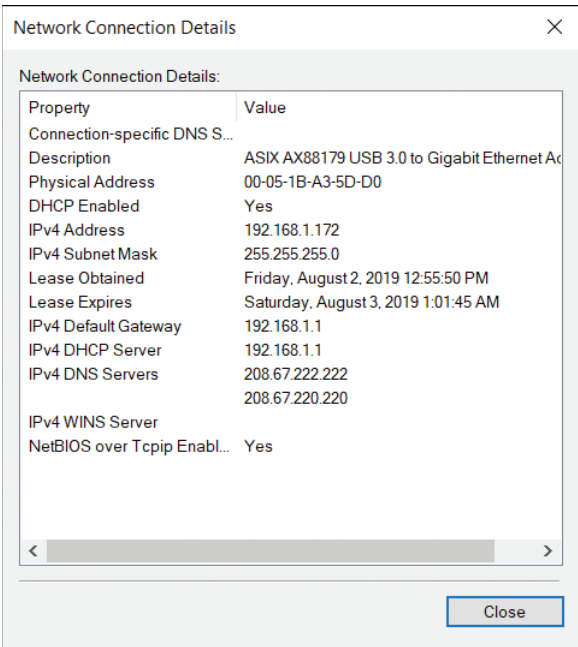 Network Connection Details
Network Connection Details:
Property Value
Connection-specific DNS S...
Description ASIX AX88179 USB 3.0 to Gigabit Ethernet Ad
Physical Address 00-05-1B-A3-5D-D0
DHCP Enabled Yes
IPv4 Address 192.168.1.172
IPv4 Subnet Mask 255.255.255.0
Lease Obtained Friday, August 2, 2019 12:55:50 PM
Lease Expires Saturday, August 3, 2019 1:01:45 AM
IPv4 Default Gateway 192.168.1.1
IPv4 DHCP Server 192.168.1.1
IPv4 DNS Servers 208.67.222.222
208.67.220.220
IPv4 WINS Server
NetBIOS over Tcpip Enabl... Yes
Close